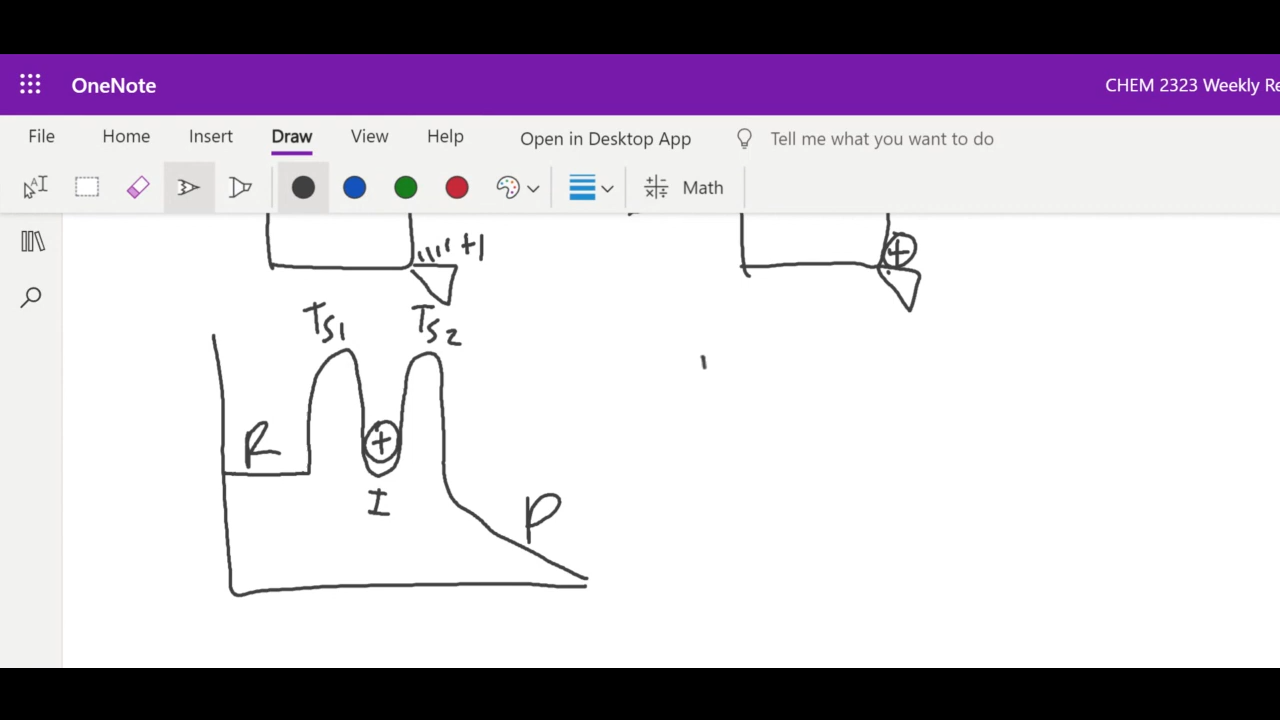 OneNote
CHEM 2323 Weekly Re
File Home Insert Draw View Help Open in Desktop App Tell me what you want to do
Math
+1
+
TS1 TS2
R
+
I
P